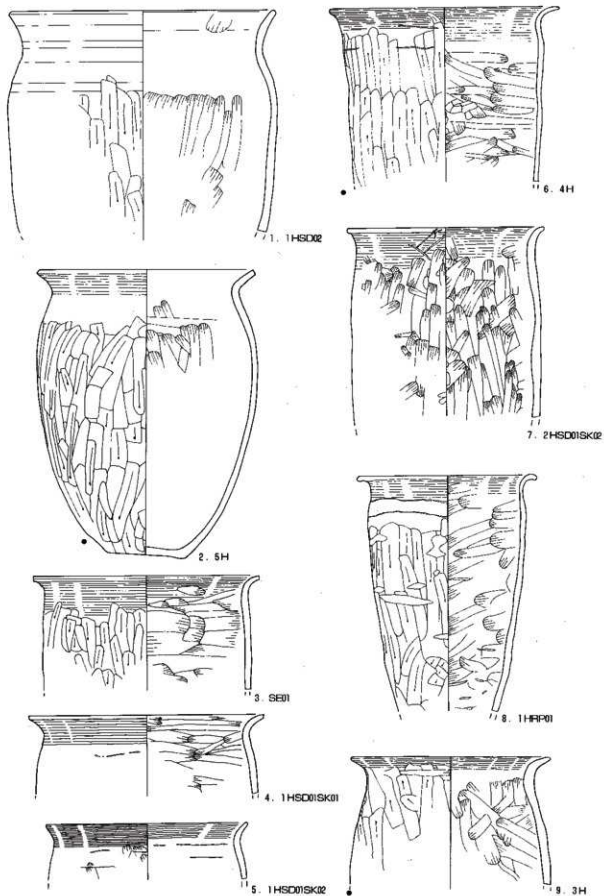 1. 1HSD02
2. 5H
3. SE01
4. 1HSD01SK01
5. 1HSD01SK02
6. 4H
7. 2HSD01SK02
8. 1HRP01
9. 3H